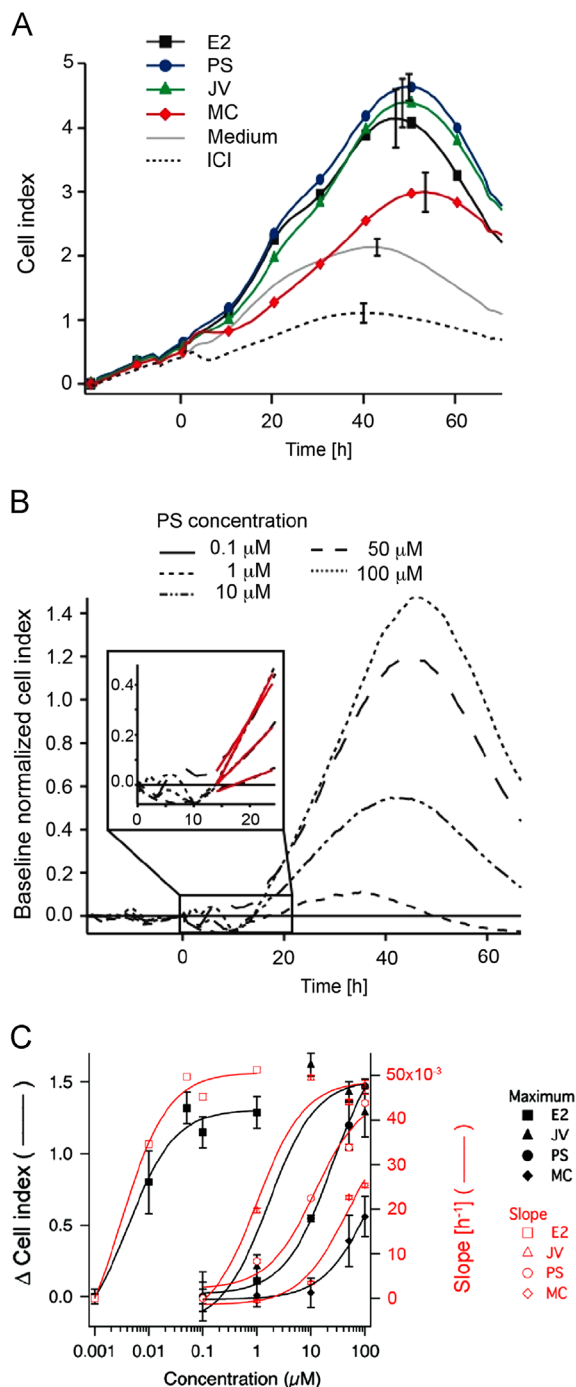 A
E2
PS
JV
MC
Medium
ICI
5
4
3
2
1
0
Cell index
0 20 40 60
Time [h]
B
PS concentration
0.1 µM 50 µM
1 µM 100 µM
10 µM
1.4
1.2
1.0
0.8
0.6
0.4
0.2
0.0
Baseline normalized cell index
0.4
0.2
0.0
0 10 20
0 20 40 60
Time [h]
C
1.5
1.0
0.5
0.0
Δ Cell index ( —— )
50x10-3
40
30
20
10
0
Slope [h-1] ( —— )
0.001 0.01 0.1 1 10 100
Concentration (µM)
Maximum
E2
JV
PS
MC
Slope
E2
JV
PS
MC